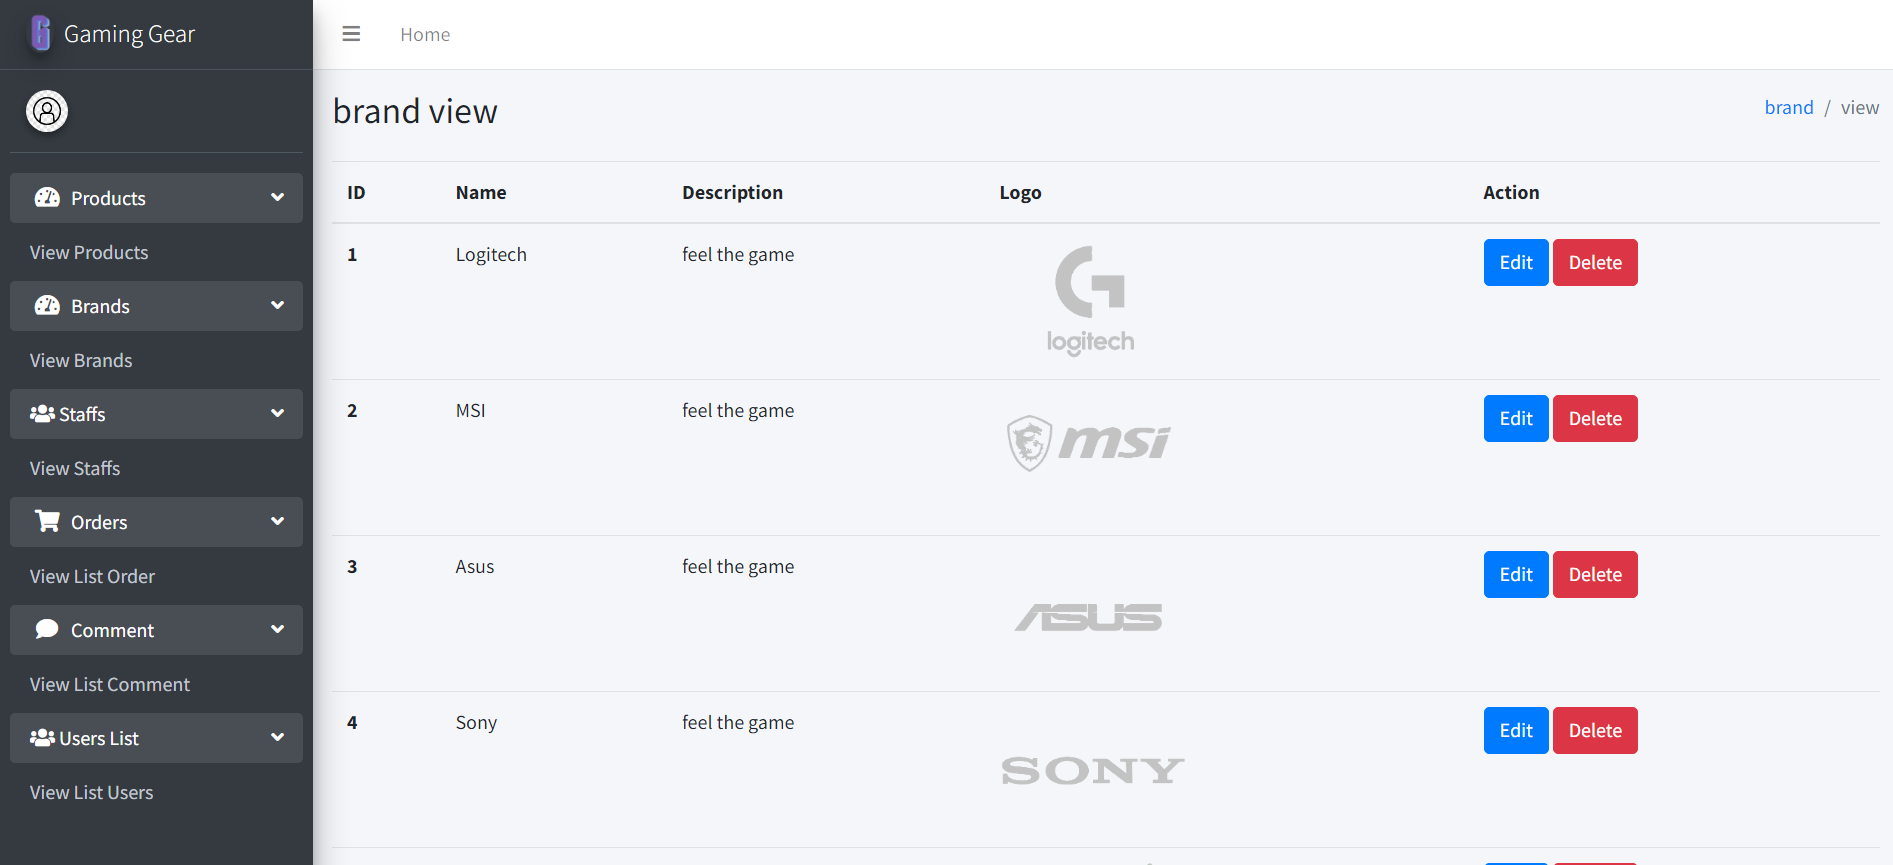 Gaming Gear
Home
brand view
brand / view
Products
View Products
Brands
View Brands
Staffs
View Staffs
Orders
View List Order
Comment
View List Comment
Users List
View List Users
ID Name Description Logo Action
1 Logitech feel the game logitech Edit Delete
2 MSI feel the game msi Edit Delete
3 Asus feel the game ASUS Edit Delete
4 Sony feel the game SONY Edit Delete